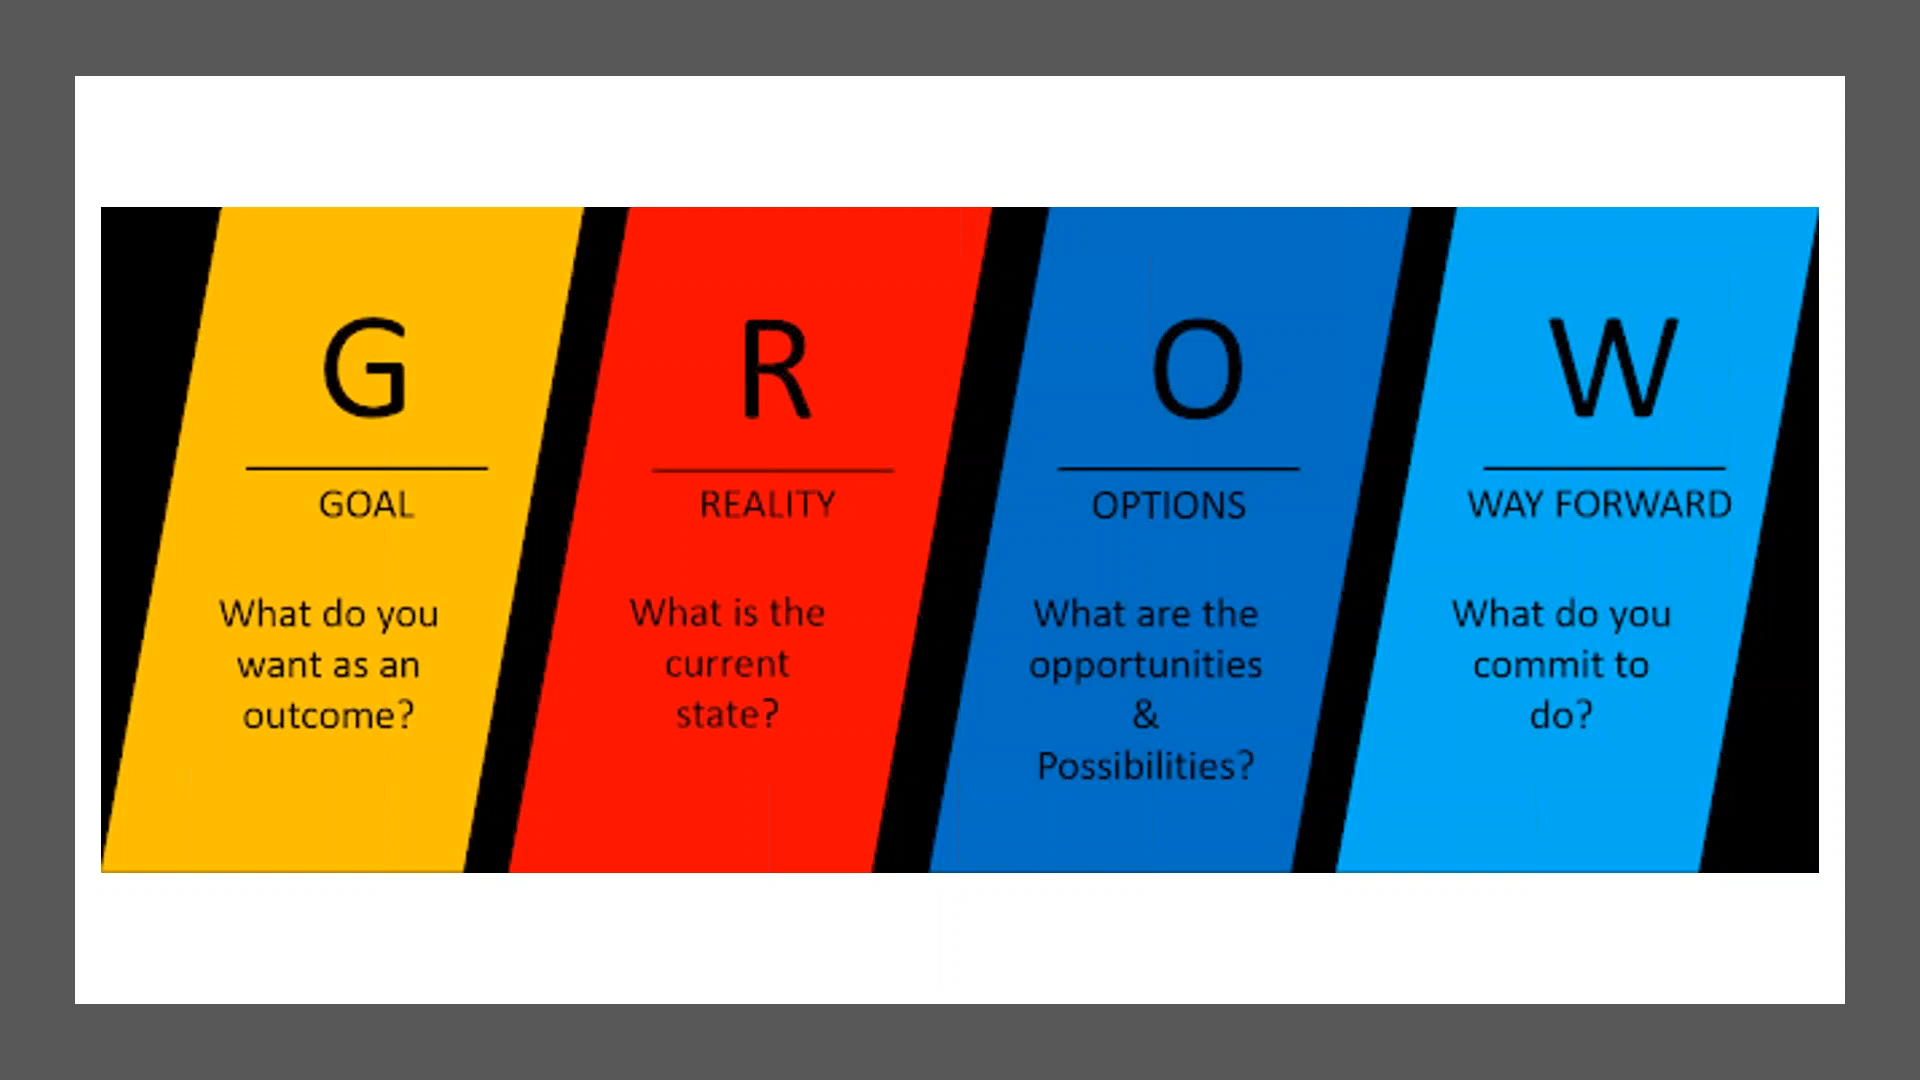 G
GOAL
What do you
want as an
outcome?
R
REALITY
What is the
current
state?
O
OPTIONS
What are the
opportunities
&
Possibilities?
W
WAY FORWARD
What do you
commit to
do?